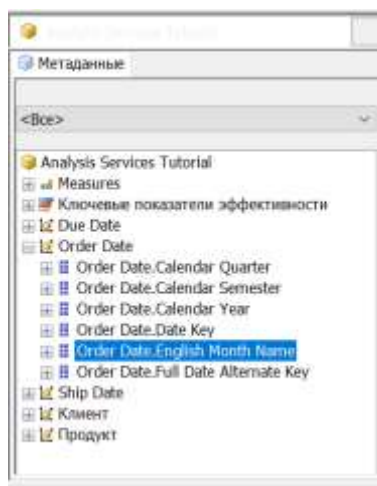 Метаданные
<Все>
Analysis Services Tutorial
Measures
Ключевые показатели эффективности
Due Date
Order Date
Order Date.Calendar Quarter
Order Date.Calendar Semester
Order Date.Calendar Year
Order Date.Date Key
Order Date.English Month Name
Order Date.Full Date Alternate Key
Ship Date
Клиент
Продукт